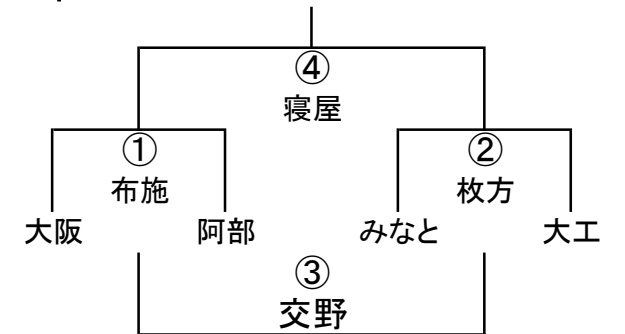 ④
寝屋
① ②
布施 枚方
大阪 阿部 みなと 大工
③
交野